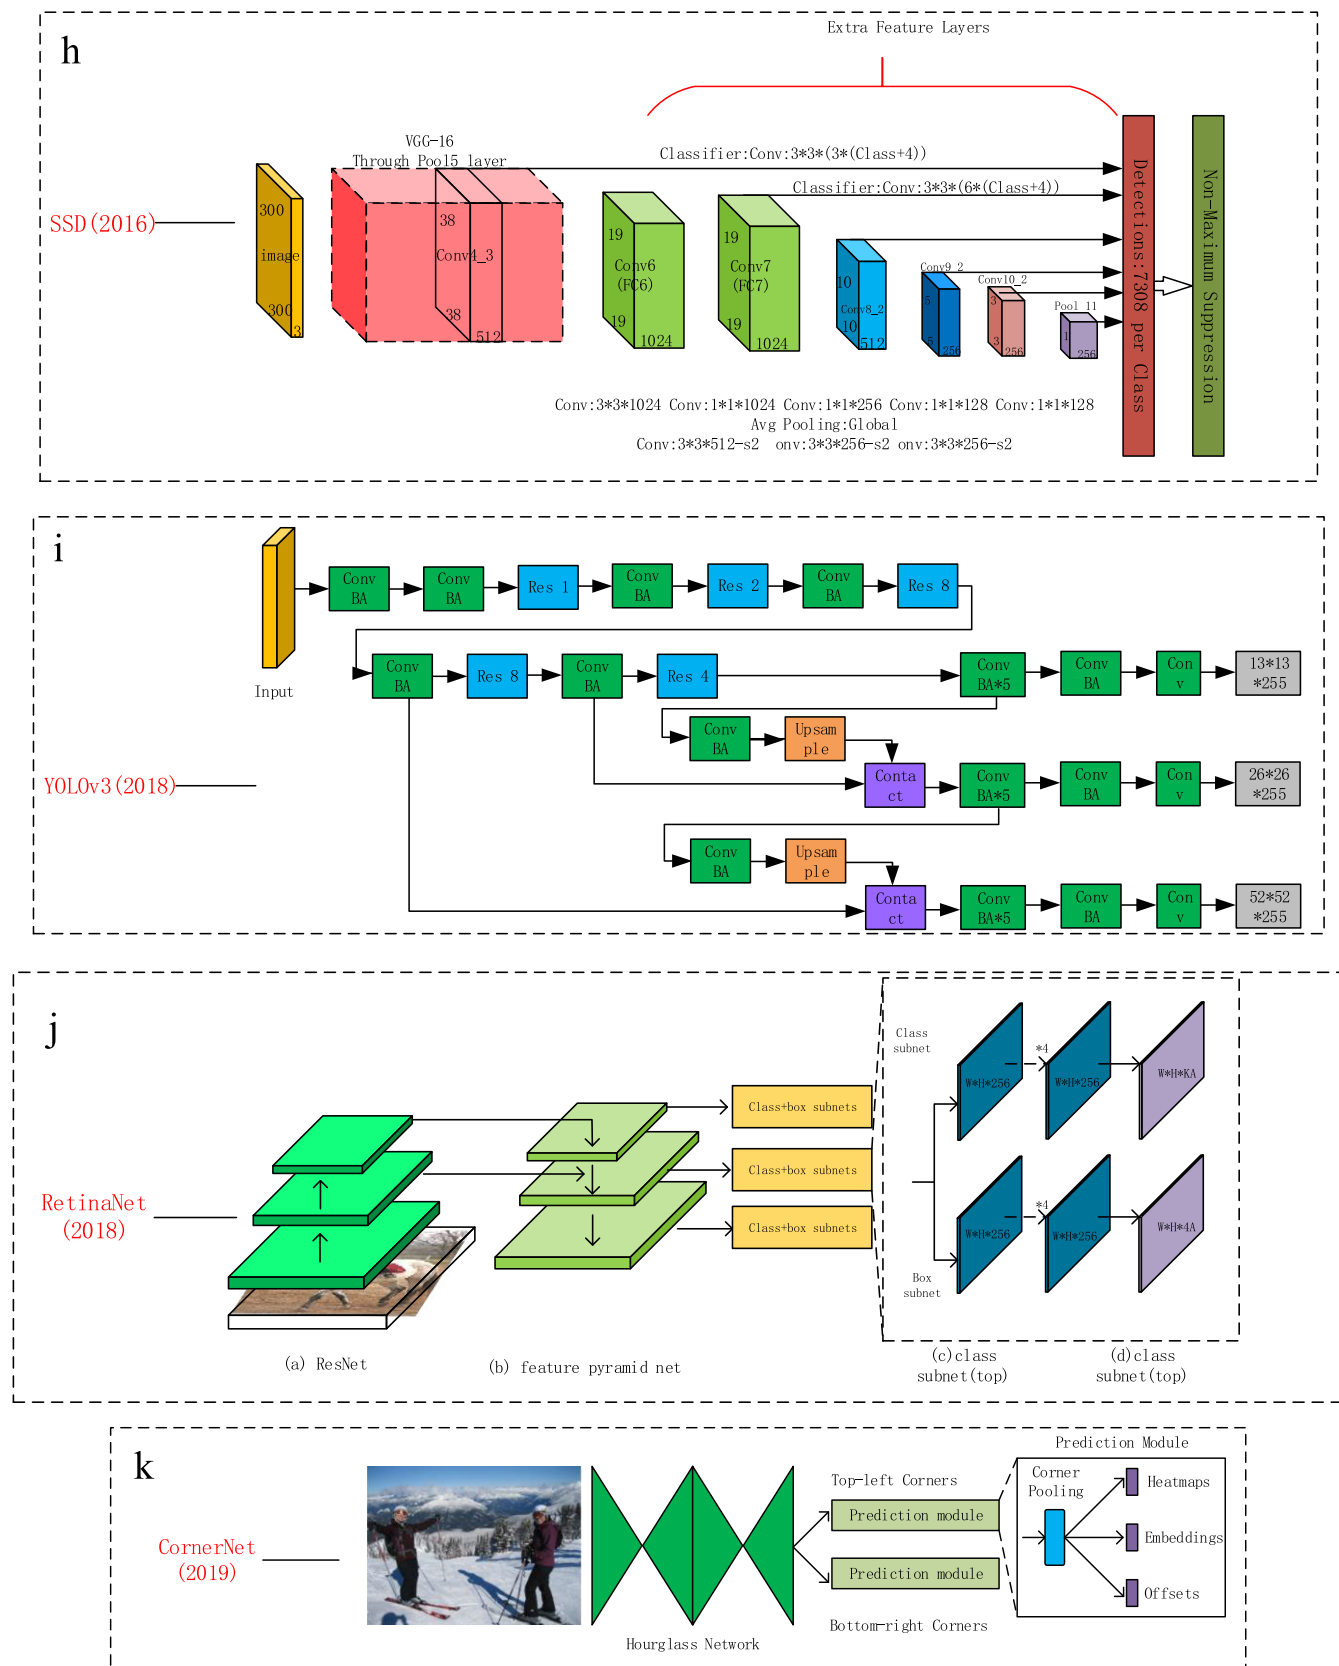 h
Extra Feature Layers
VGG-16
Through Pool5 layer
Classifier:Conv:3*3*(3*(Class+4))
Classifier:Conv:3*3*(6*(Class+4))
SSD(2016)
300
image
300
3
38
Conv4_3
38
512
19
Conv6
(FC6)
19
1024
19
Conv7
(FC7)
19
1024
10
Conv8_2
10
512
Conv9_2
5
5
256
Conv10_2
3
3
256
Pool 11
1
256
Detections:7308 per Class
Non-Maximum Suppression
Conv:3*3*1024 Conv:1*1*1024 Conv:1*1*256 Conv:1*1*128 Conv:1*1*128
Avg Pooling:Global
Conv:3*3*512-s2 onv:3*3*256-s2 onv:3*3*256-s2
i
Input
YOLOv3(2018)
Conv
BA
Conv
BA
Res 1
Conv
BA
Res 2
Conv
BA
Res 8
Conv
BA
Res 8
Conv
BA
Res 4
Conv
BA*5
Conv
BA
Con
v
13*13
*255
Conv
BA
Upsam
ple
Conta
ct
Conv
BA*5
Conv
BA
Con
v
26*26
*255
Conv
BA
Upsam
ple
Conta
ct
Conv
BA*5
Conv
BA
Con
v
52*52
*255
j
RetinaNet
(2018)
(a) ResNet
(b) feature pyramid net
Class+box subnets
Class+box subnets
Class+box subnets
Class
subnet
W*H*256
*4
W*H*256
W*H*KA
Box
subnet
W*H*256
*4
W*H*256
W*H*4A
(c)class
subnet(top)
(d)class
subnet(top)
k
CornerNet
(2019)
Hourglass Network
Top-left Corners
Prediction module
Prediction module
Bottom-right Corners
Prediction Module
Corner
Pooling
Heatmaps
Embeddings
Offsets